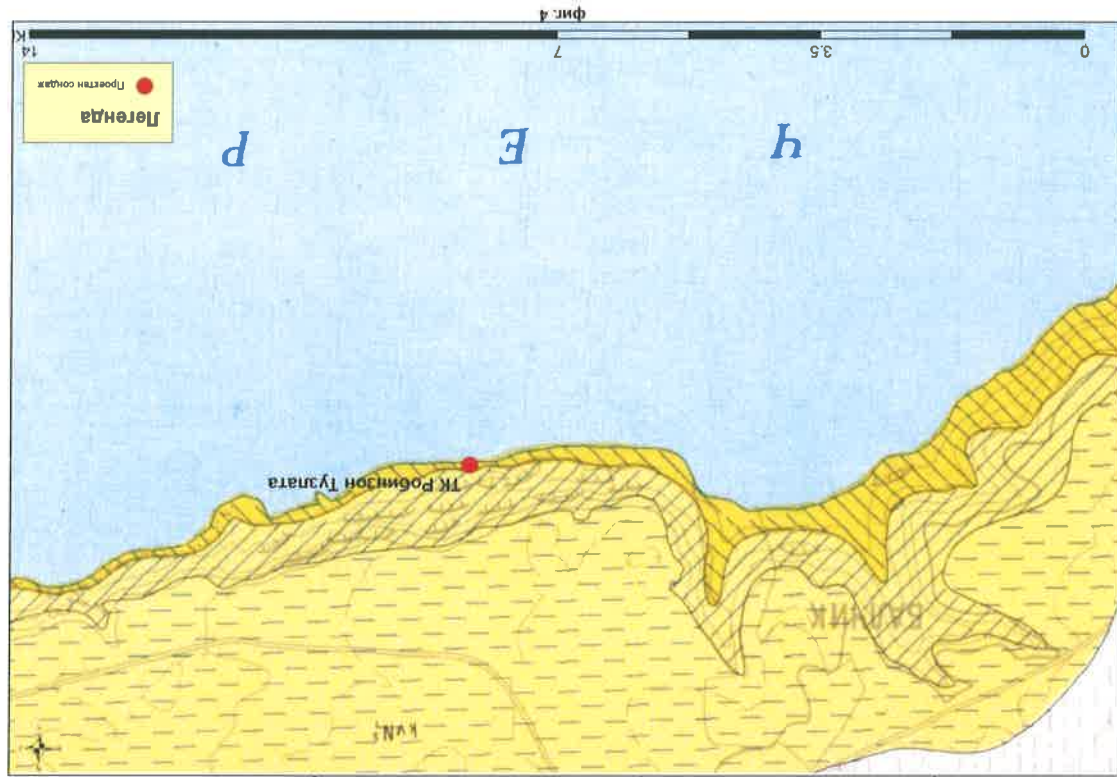 БАЛЧИК
ТК Робинзон Тузлата
Ч Е Р
Легенда
Проектен сондаж
0 3.5 7 14 К
фиг. 4